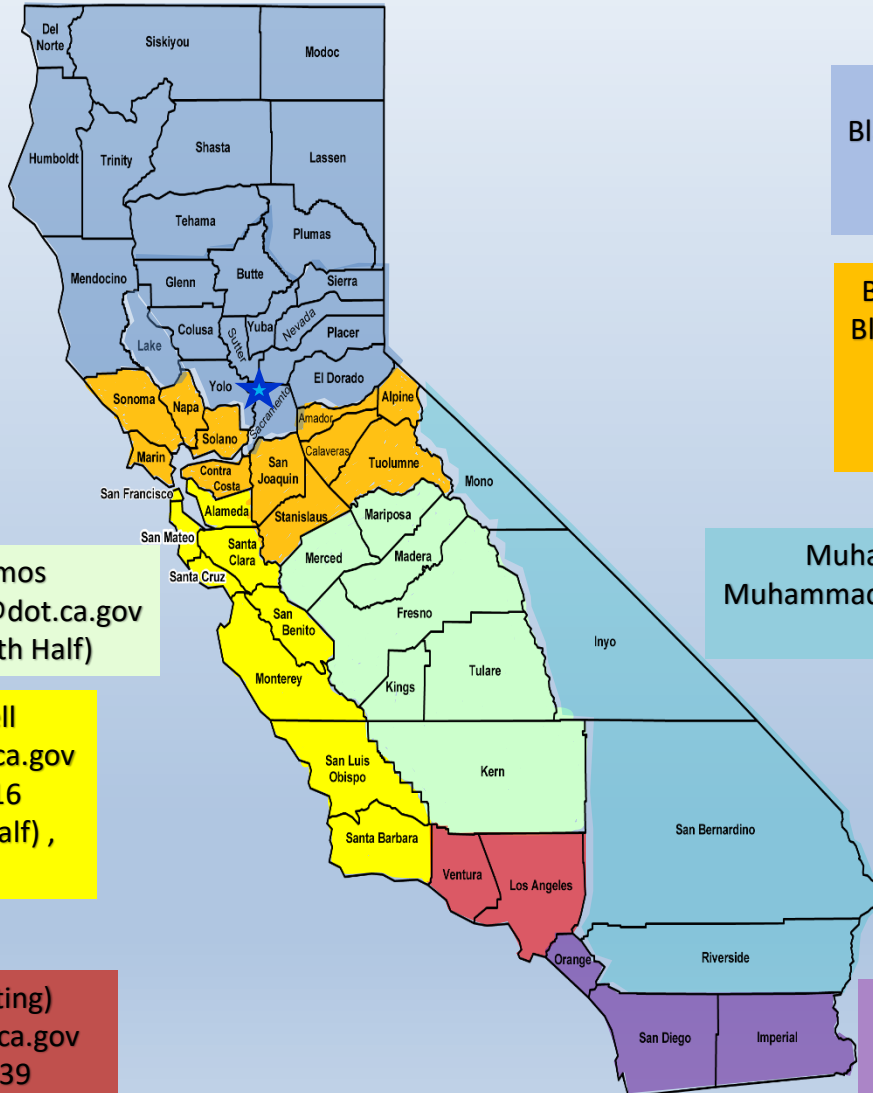 Del
Norte
Siskiyou
Modoc
Humboldt
Trinity
Shasta
Lassen
Tehama
Plumas
Mendocino
Glenn
Butte
Sierra
Colusa
Sutter
Yuba
Nevada
Placer
Lake
Yolo
Sacramento
El Dorado
Sonoma
Napa
Solano
Amador
Alpine
Marin
Contra
Costa
San
Joaquin
Calaveras
Tuolumne
Mono
San Francisco
Alameda
Stanislaus
Mariposa
San Mateo
Santa
Clara
Merced
Madera
Santa Cruz
San
Benito
Fresno
Inyo
Monterey
Kings
Tulare
San Luis
Obispo
Kern
San Bernardino
Santa Barbara
Ventura
Los Angeles
Orange
Riverside
San Diego
Imperial
Bl
B
Bl
Muha
Muhammad
mos
@dot.ca.gov
th Half)
ell
ca.gov
16
alf) ,
ting)
ca.gov
39